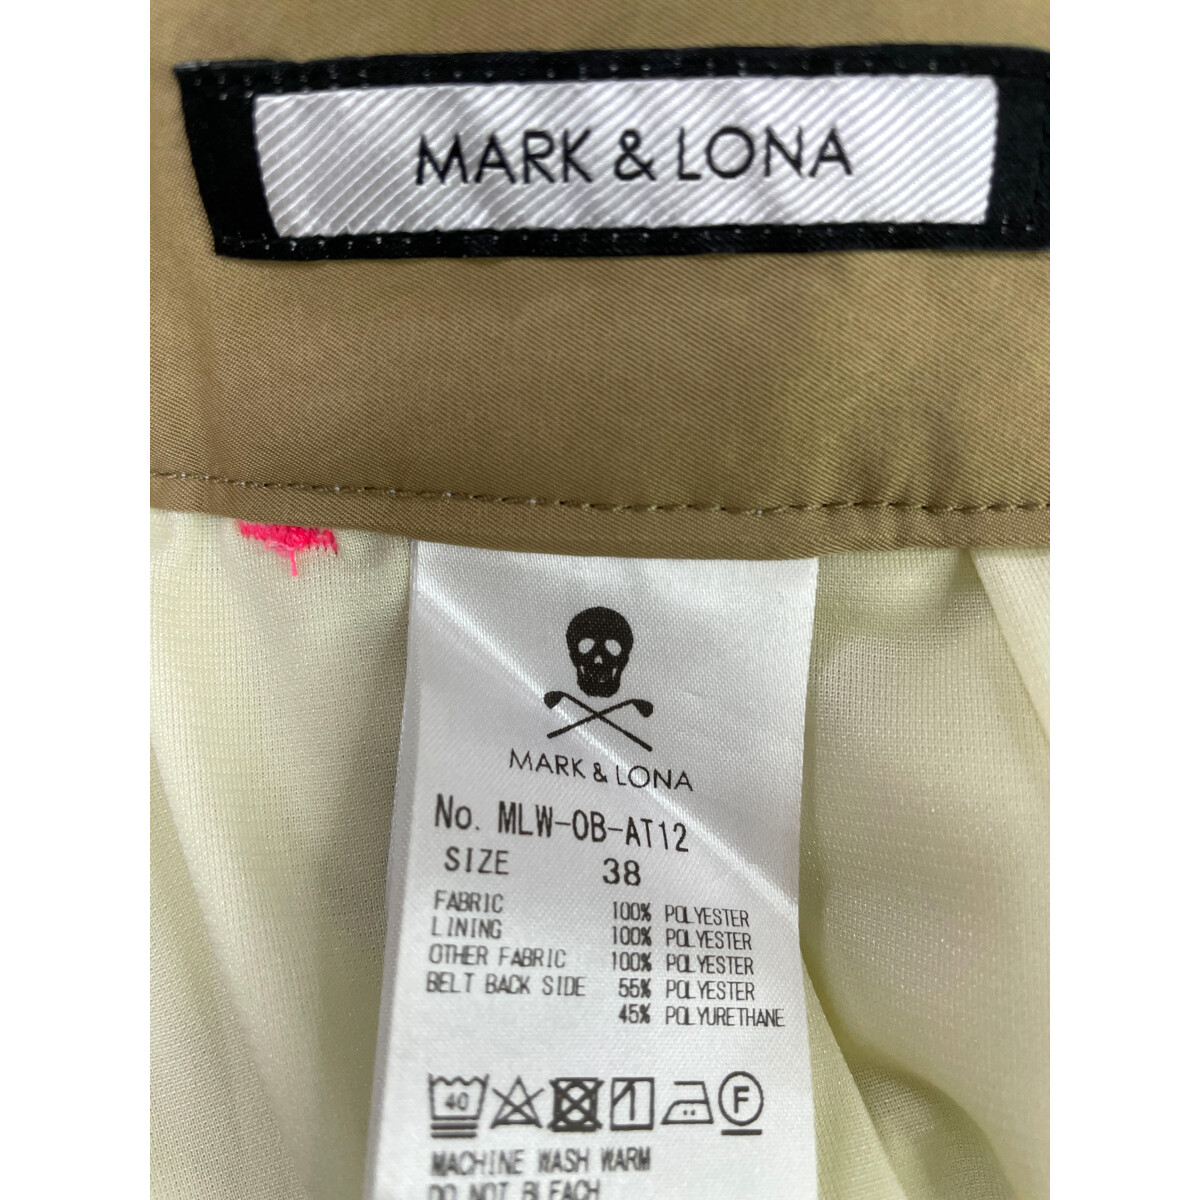 MARK & LONA
MARK & LONA
No. MLW-OB-AT12
SIZE 38
FABRIC 100% POLYESTER
LINING 100% POLYESTER
OTHER FABRIC 100% POLYESTER
BELT BACK SIDE 55% POLYESTER
45% POLYURETHANE
40 F
MACHINE WASH WARM
DO NOT BLEACH